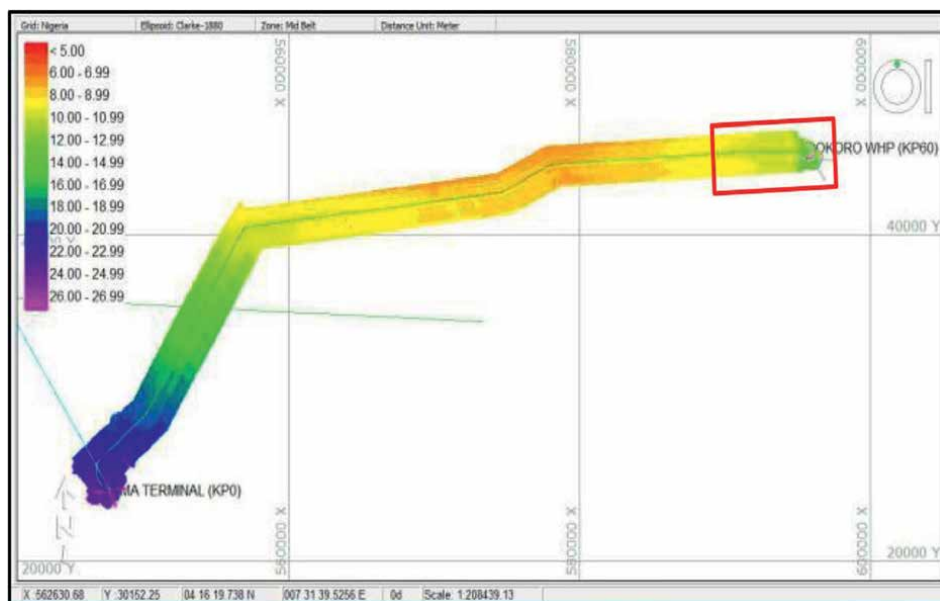 Grid: Nigeria Ellipsoid: Clarke-1880 Zone: Mid Belt Distance Unit: Meter
< 5.00
6.00 - 6.99
8.00 - 8.99
10.00 - 10.99
12.00 - 12.99
14.00 - 14.99
16.00 - 16.99
18.00 - 18.99
20.00 - 20.99
22.00 - 22.99
24.00 - 24.99
26.00 - 26.99
560000 X
580000 X
600000 X
OKORO WHP (KP60)
40000 Y
MA TERMINAL (KP0)
N
560000 X
580000 X
600000 X
20000 Y
20000 Y
X :562630.68 Y :30152.25 04 16 19.738 N 007 31 39.5256 E 0d Scale: 1:208439.13